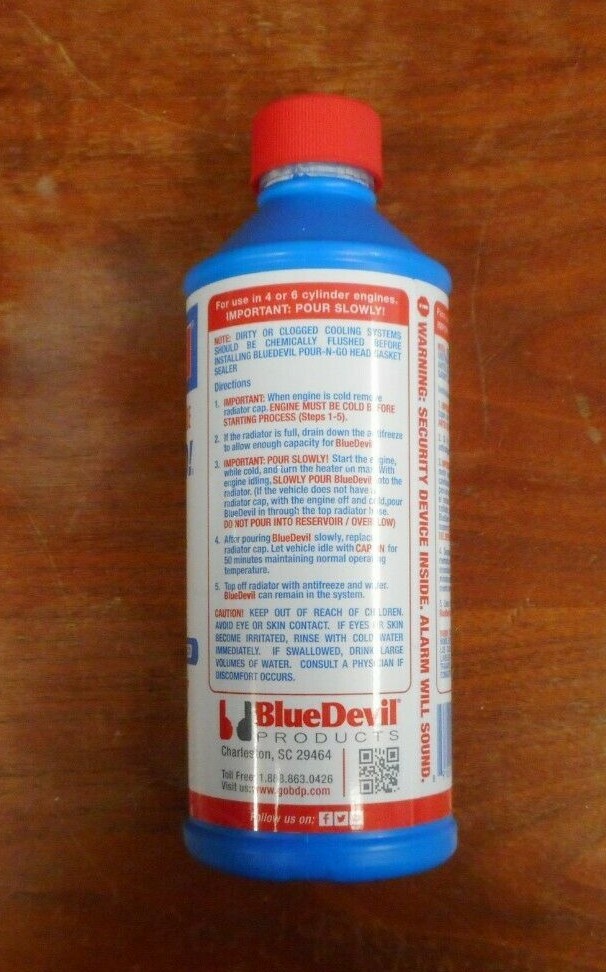 For use in 4 or 6 cylinder engines.
IMPORTANT: POUR SLOWLY!
NOTE: DIRTY OR CLOGGED COOLING SYSTEMS
SHOULD BE CHEMICALLY FLUSHED BEFORE
INSTALLING BLUEDEVIL POUR-N-GO HEAD GASKET
SEALER
Directions
1. IMPORTANT: When engine is cold remove
radiator cap. ENGINE MUST BE COLD BEFORE
STARTING PROCESS (Steps 1-5).
2. If the radiator is full, drain down the antifreeze
to allow enough capacity for BlueDevil
3. IMPORTANT: POUR SLOWLY! Start the engine,
while cold, and turn the heater on max. With
engine idling, SLOWLY POUR BlueDevil into the
radiator. (If the vehicle does not have a
radiator cap, with the engine off and cold, pour
BlueDevil in through the top radiator hose.
DO NOT POUR INTO RESERVOIR / OVERFLOW)
4. After pouring BlueDevil slowly, replace
radiator cap. Let vehicle idle with CAP ON for
50 minutes maintaining normal operating
temperature.
5. Top off radiator with antifreeze and water.
BlueDevil can remain in the system.
CAUTION! KEEP OUT OF REACH OF CHILDREN.
AVOID EYE OR SKIN CONTACT. IF EYES OR SKIN
BECOME IRRITATED, RINSE WITH COLD WATER
IMMEDIATELY. IF SWALLOWED, DRINK LARGE
VOLUMES OF WATER. CONSULT A PHYSICIAN IF
DISCOMFORT OCCURS.
BlueDevil
PRODUCTS
Charleston, SC 29464
Toll Free 1.888.863.0426
Visit us: www.gobdp.com
Follow us on:
WARNING: SECURITY DEVICE INSIDE. ALARM WILL SOUND.